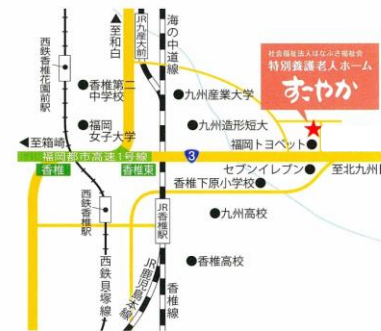 ▲至和白
JR九産大前
海の中道線
西鉄香椎花園前駅
香椎第二
中学校
福岡
女子大学
▲至箱崎
福岡都市高速1号線
香椎
香椎東
3
九州産業大学
九州造形短大
社会福祉法人はなぶさ福祉会
特別養護老人ホーム
すこやか
福岡トヨペット
セブンイレブン
至北九州
香椎下原小学校
九州高校
香椎高校
西鉄香椎駅
JR香椎駅
西鉄貝塚線
JR鹿児島本線
香椎線